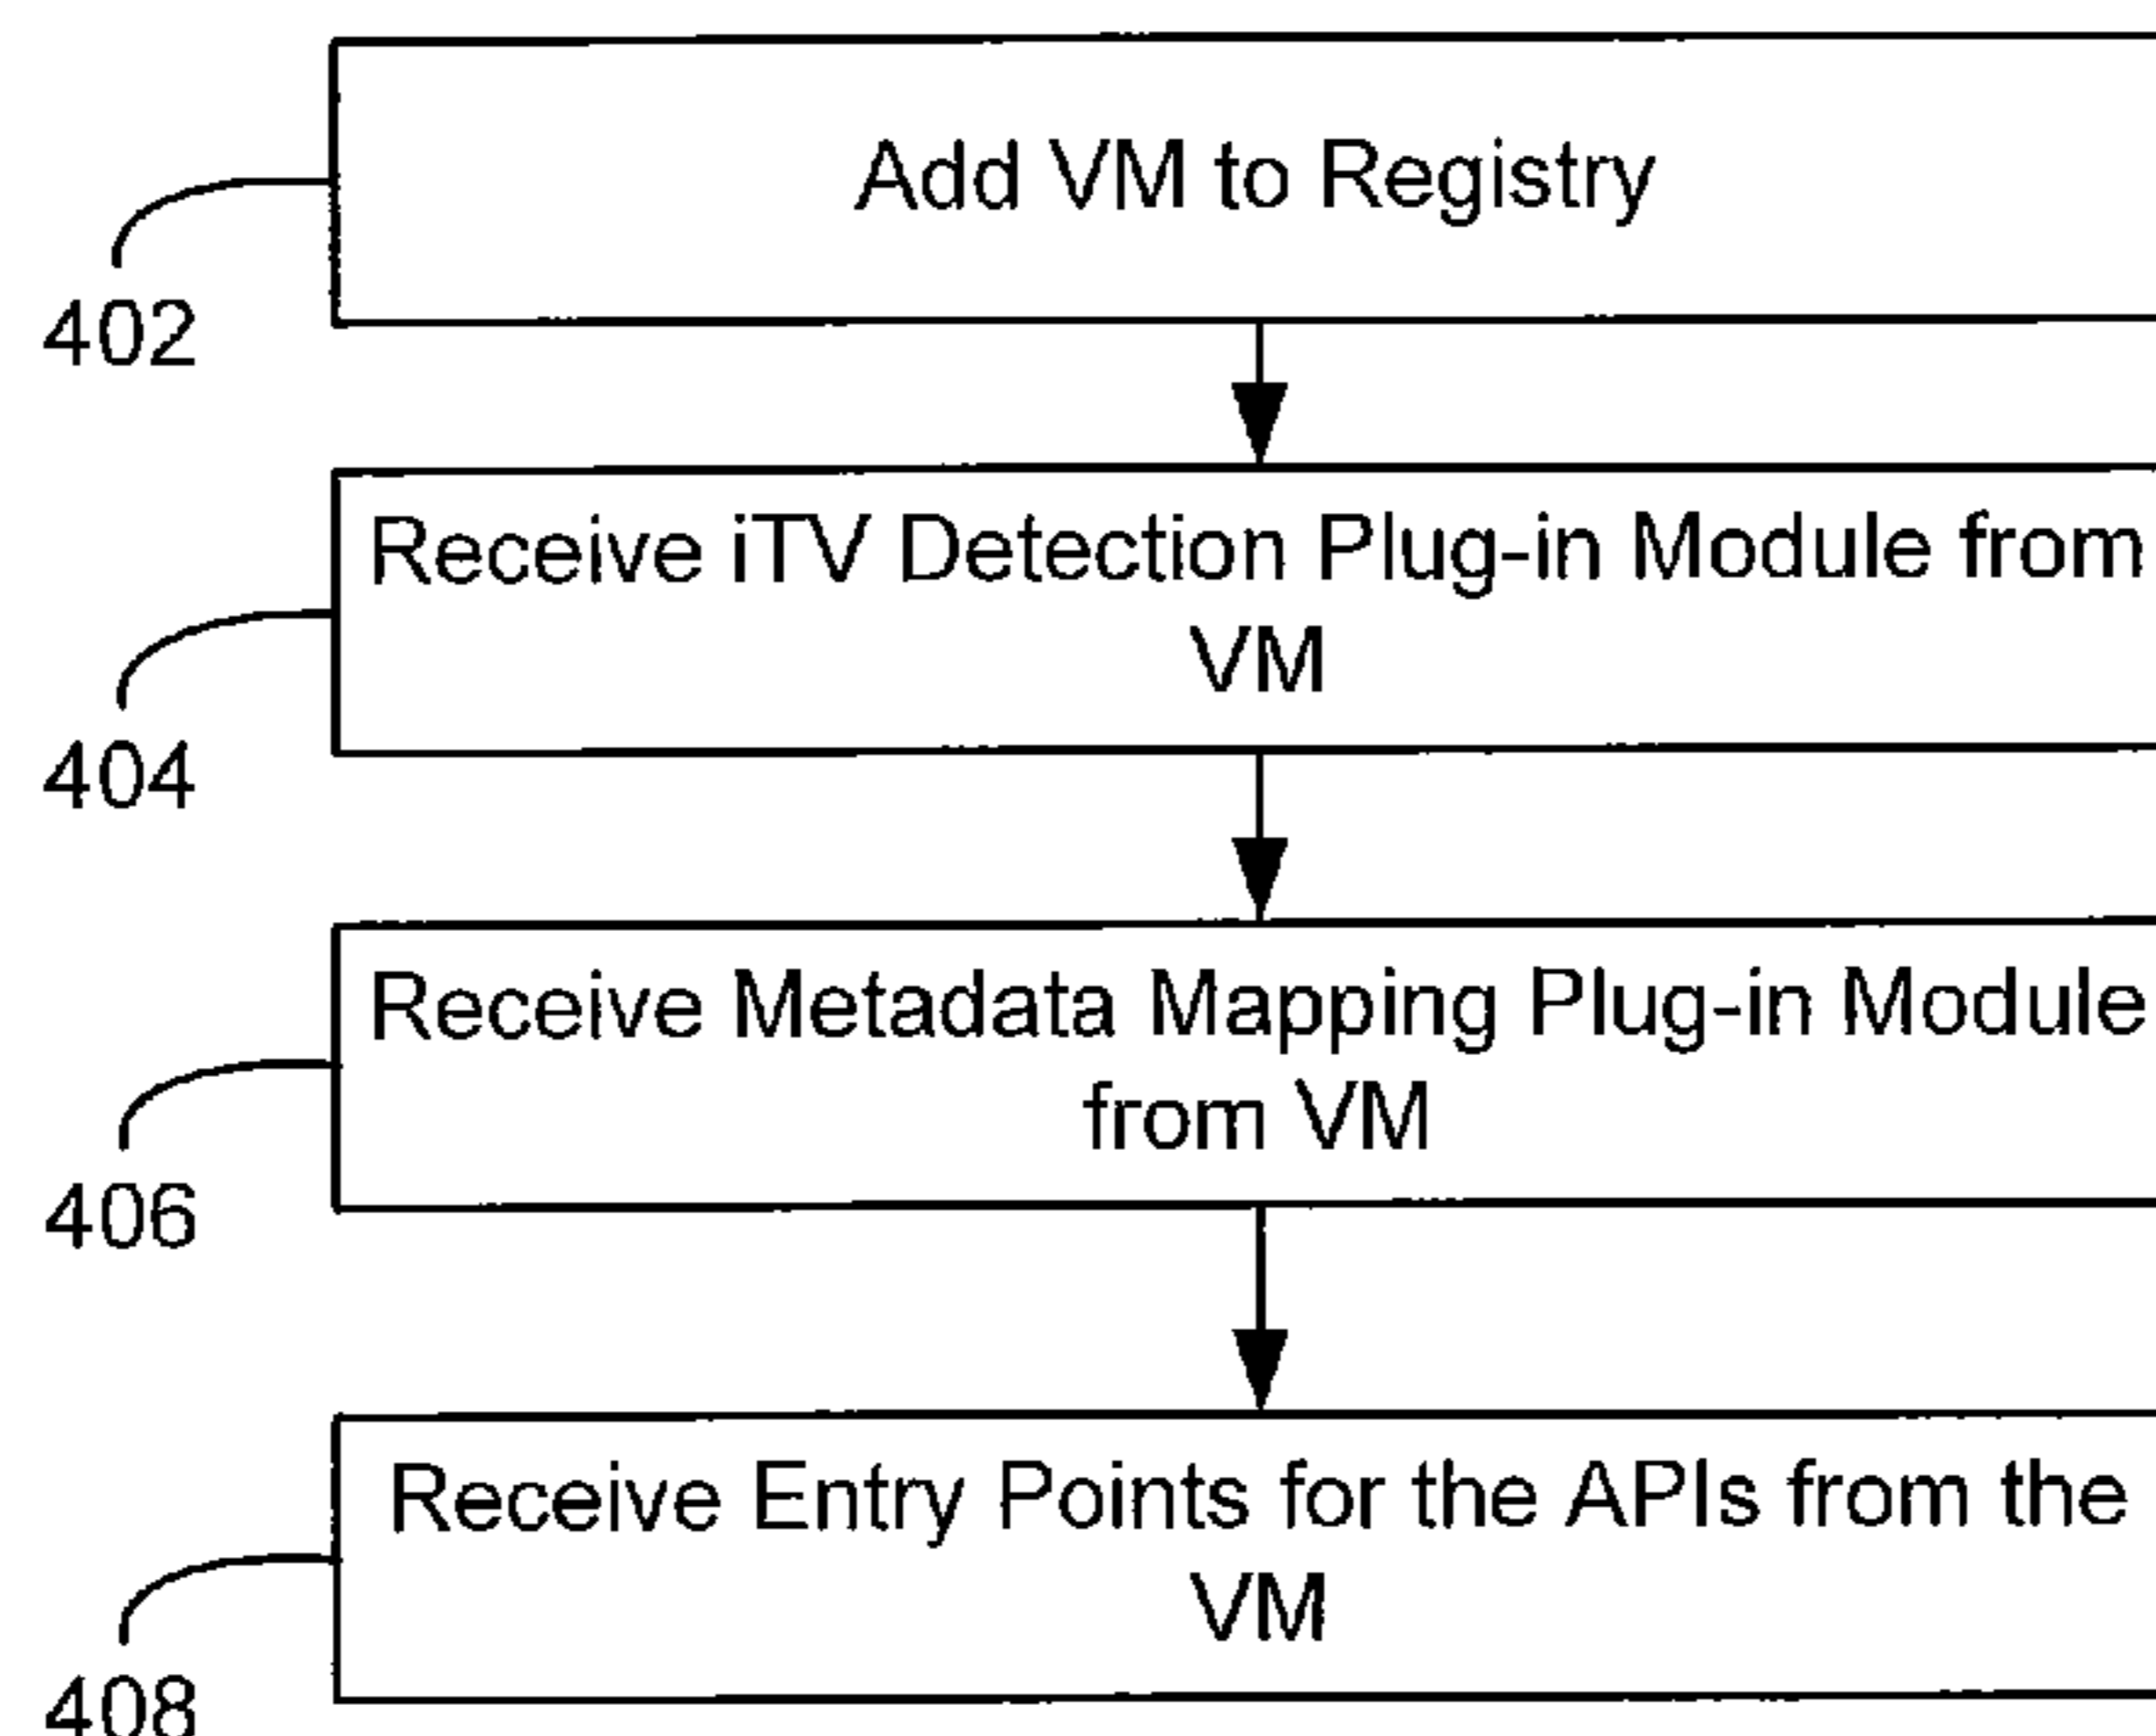 Add VM to Registry
402
Receive iTV Detection Plug-in Module from
VM
404
Receive Metadata Mapping Plug-in Module
from VM
406
Receive Entry Points for the APIs from the
VM
408